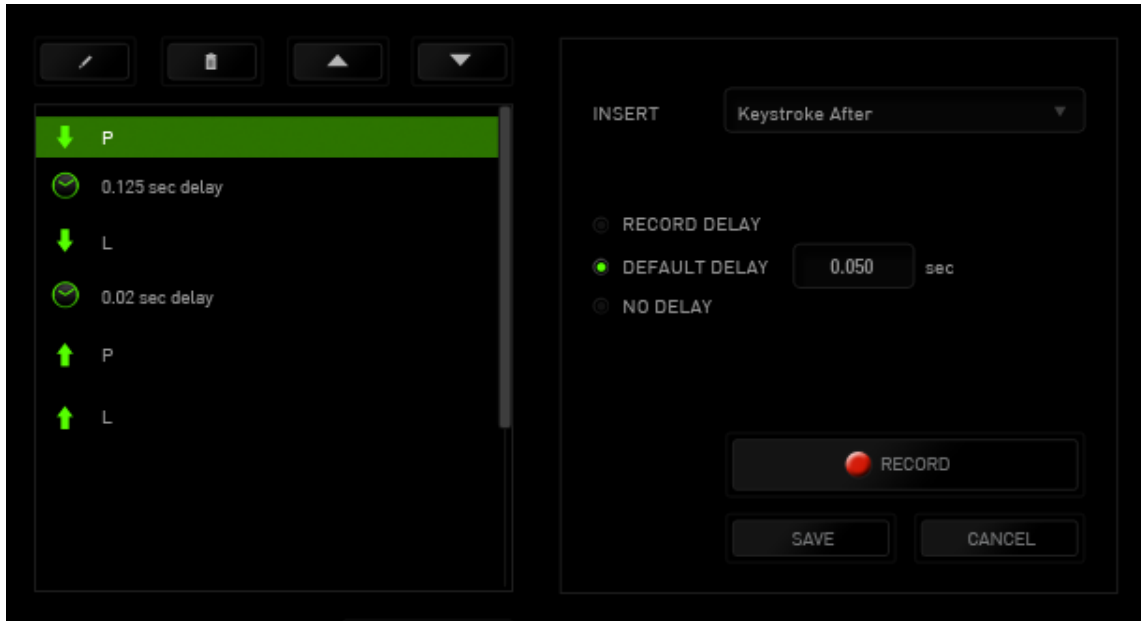 P
0.125 sec delay
L
0.02 sec delay
P
L
INSERT Keystroke After
RECORD DELAY
DEFAULT DELAY 0.050 sec
NO DELAY
RECORD
SAVE CANCEL